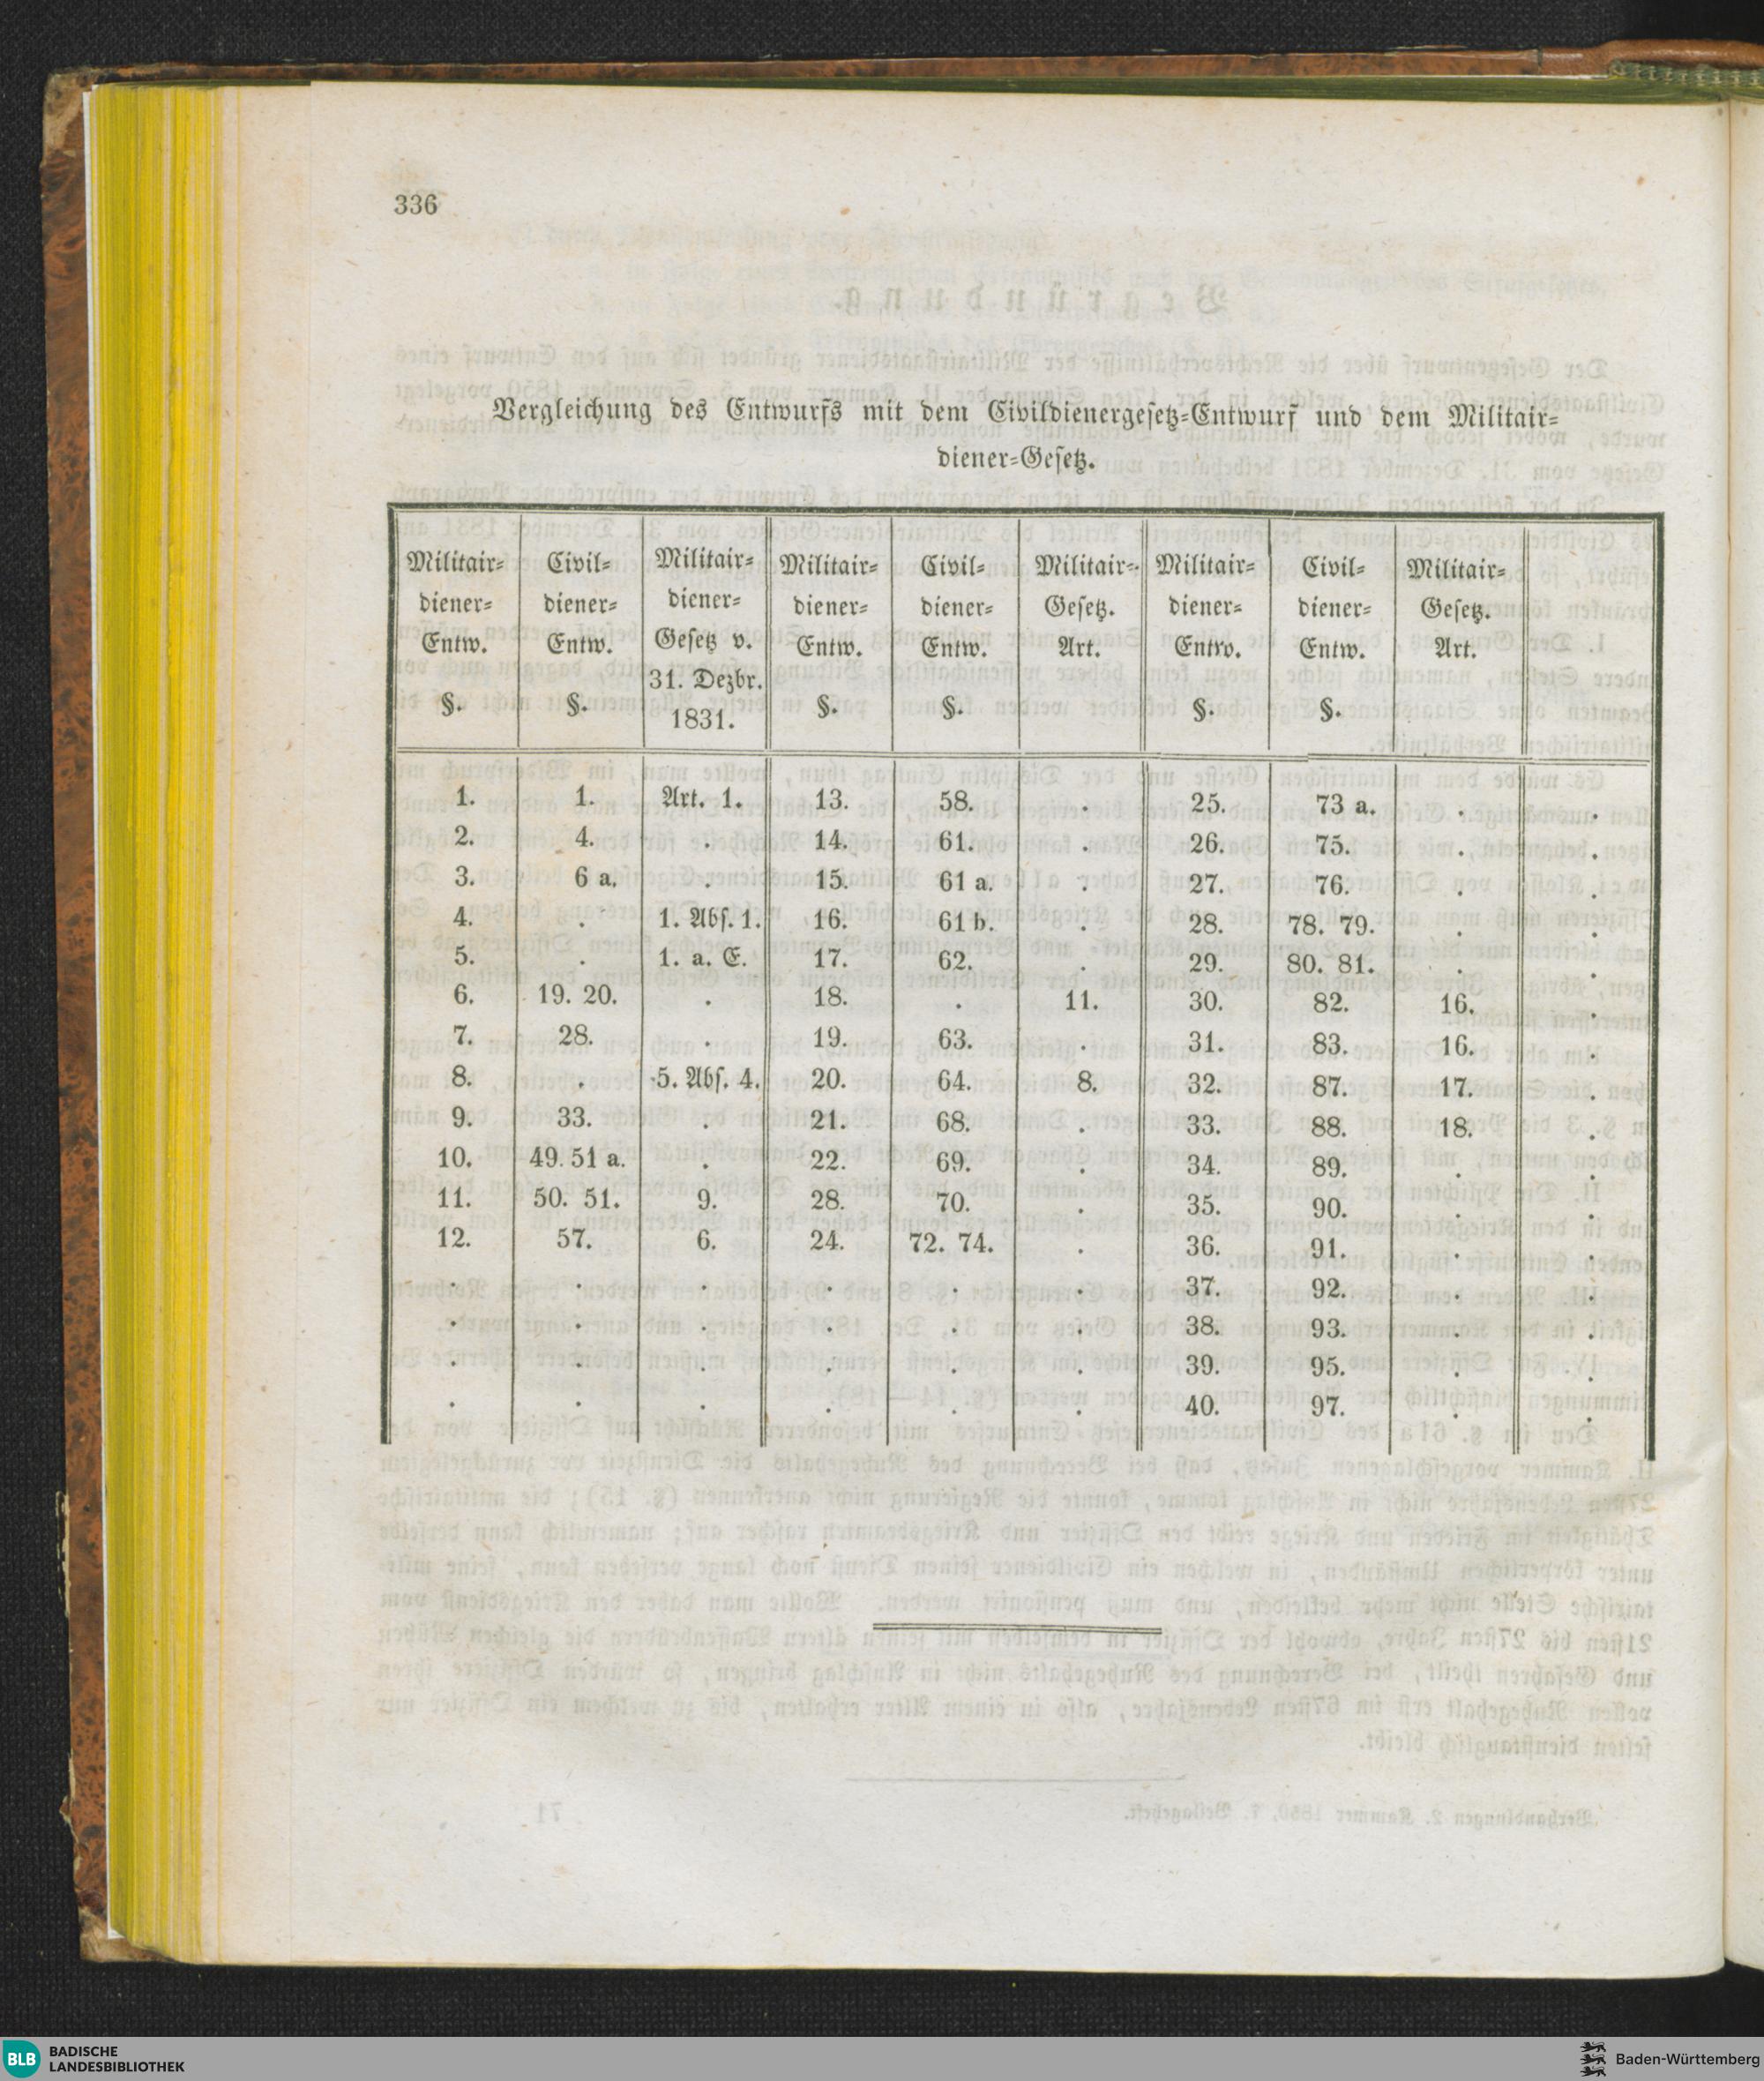 336
Vergleichung des Entwurfs mit dem Civildienergesetz-Entwurf und dem Militair-
diener-Gesetz.
Militair- Civil- Militair- Militair- Civil- Militair- Militair- Civil- Militair-
diener- diener- diener- diener- diener- Gesetz. diener- diener- Gesetz.
Entw. Entw. Gesetz v. Entw. Entw. Art. Entw. Entw. Art.
31. Dezbr.
§. §. 1831. §. §. §. §.
1. 1. Art. 1. 13. 58. . 25. 73 a. . .
2. 4. . 14. 61. . 26. 75. . .
3. 6 a. . 15. 61 a. . 27. 76. . .
4. . 1. Abs. 1. 16. 61 b. . 28. 78. 79. . .
5. . 1. a. E. 17. 62. . 29. 80. 81. . .
6. 19. 20. . 18. . 11. 30. 82. 16. .
7. 28. . 19. 63. . 31. 83. 16. .
8. . 5. Abs. 4. 20. 64. 8. 32. 87. 17. .
9. 33. . 21. 68. . 33. 88. 18. .
10. 49. 51 a. . 22. 69. . 34. 89. . .
11. 50. 51. 9. 28. 70. . 35. 90. . .
12. 57. 6. 24. 72. 74. . 36. 91. . .
. . . . . . 37. 92. . .
. . . . . . 38. 93. . .
. . . . . . 39. 95. . .
. . . . . . 40. 97. . .
BLB BADISCHE
LANDESBIBLIOTHEK
Baden-Württemberg